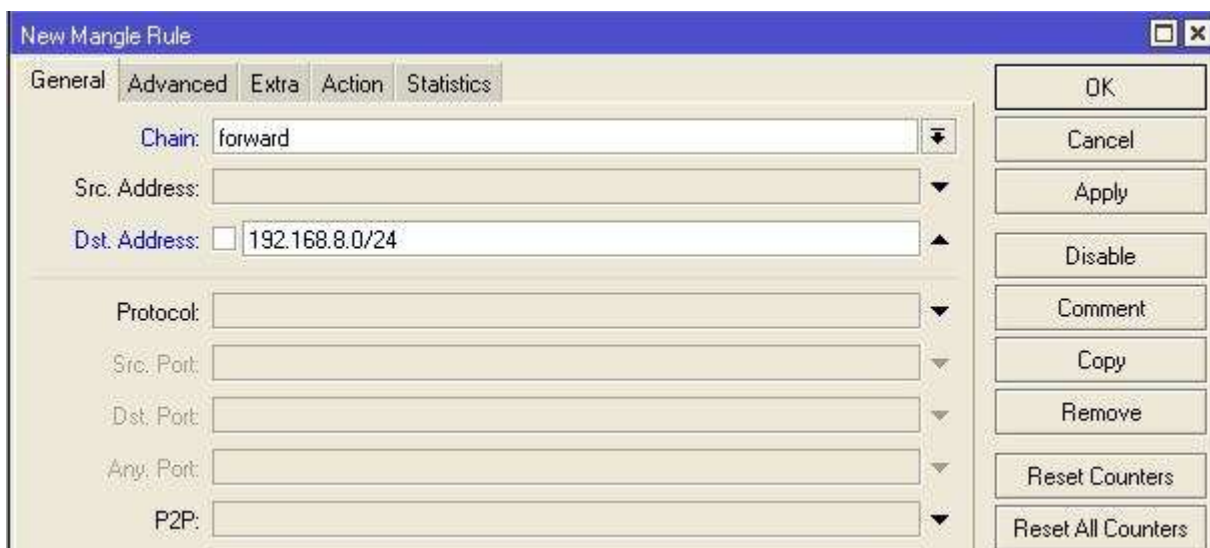 New Mangle Rule
General Advanced Extra Action Statistics
OK
Chain: forward
Cancel
Src. Address:
Apply
Dst. Address: 192.168.8.0/24
Disable
Protocol:
Comment
Src. Port:
Copy
Dst. Port:
Remove
Any. Port:
Reset Counters
P2P:
Reset All Counters